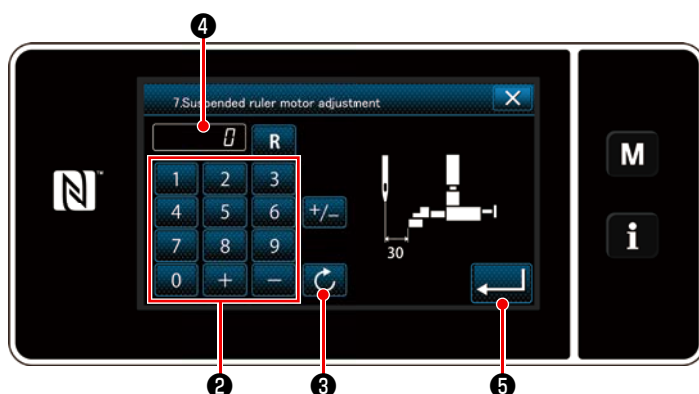 ❹
7.Suspended ruler motor adjustment
0 R
1 2 3
4 5 6 +/−
7 8 9
30
0 + −
M
i
N
❷ ❸ ❺